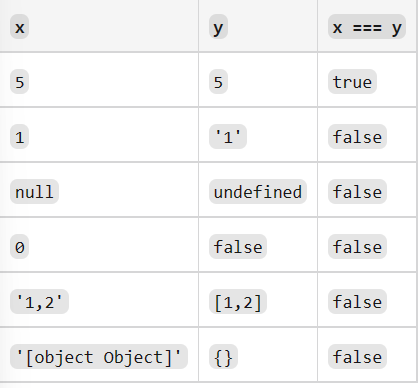 x y x === y
5 5 true
1 '1' false
null undefined false
0 false false
'1,2' [1,2] false
'[object Object]' {} false